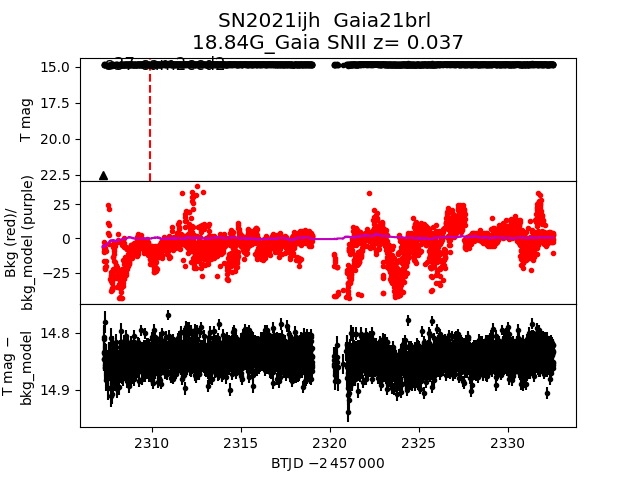 SN2021ijh Gaia21brl
18.84G_Gaia SNII z= 0.037
15.0
17.5
20.0
22.5
T mag
25
0
−25
Bkg (red)/
bkg_model (purple)
14.8
14.9
T mag −
bkg_model
2310
2315
2320
2325
2330
BTJD −2 457 000